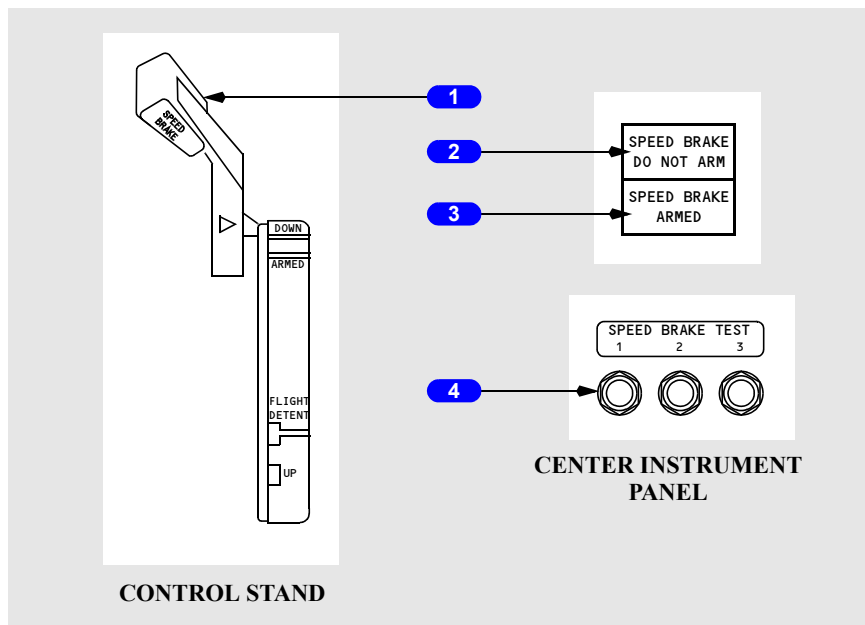 SPEED
BRAKE
DOWN
ARMED
FLIGHT
DETENT
UP
CONTROL STAND
1
2
3
4
SPEED BRAKE
DO NOT ARM
SPEED BRAKE
ARMED
SPEED BRAKE TEST
1 2 3
CENTER INSTRUMENT
PANEL